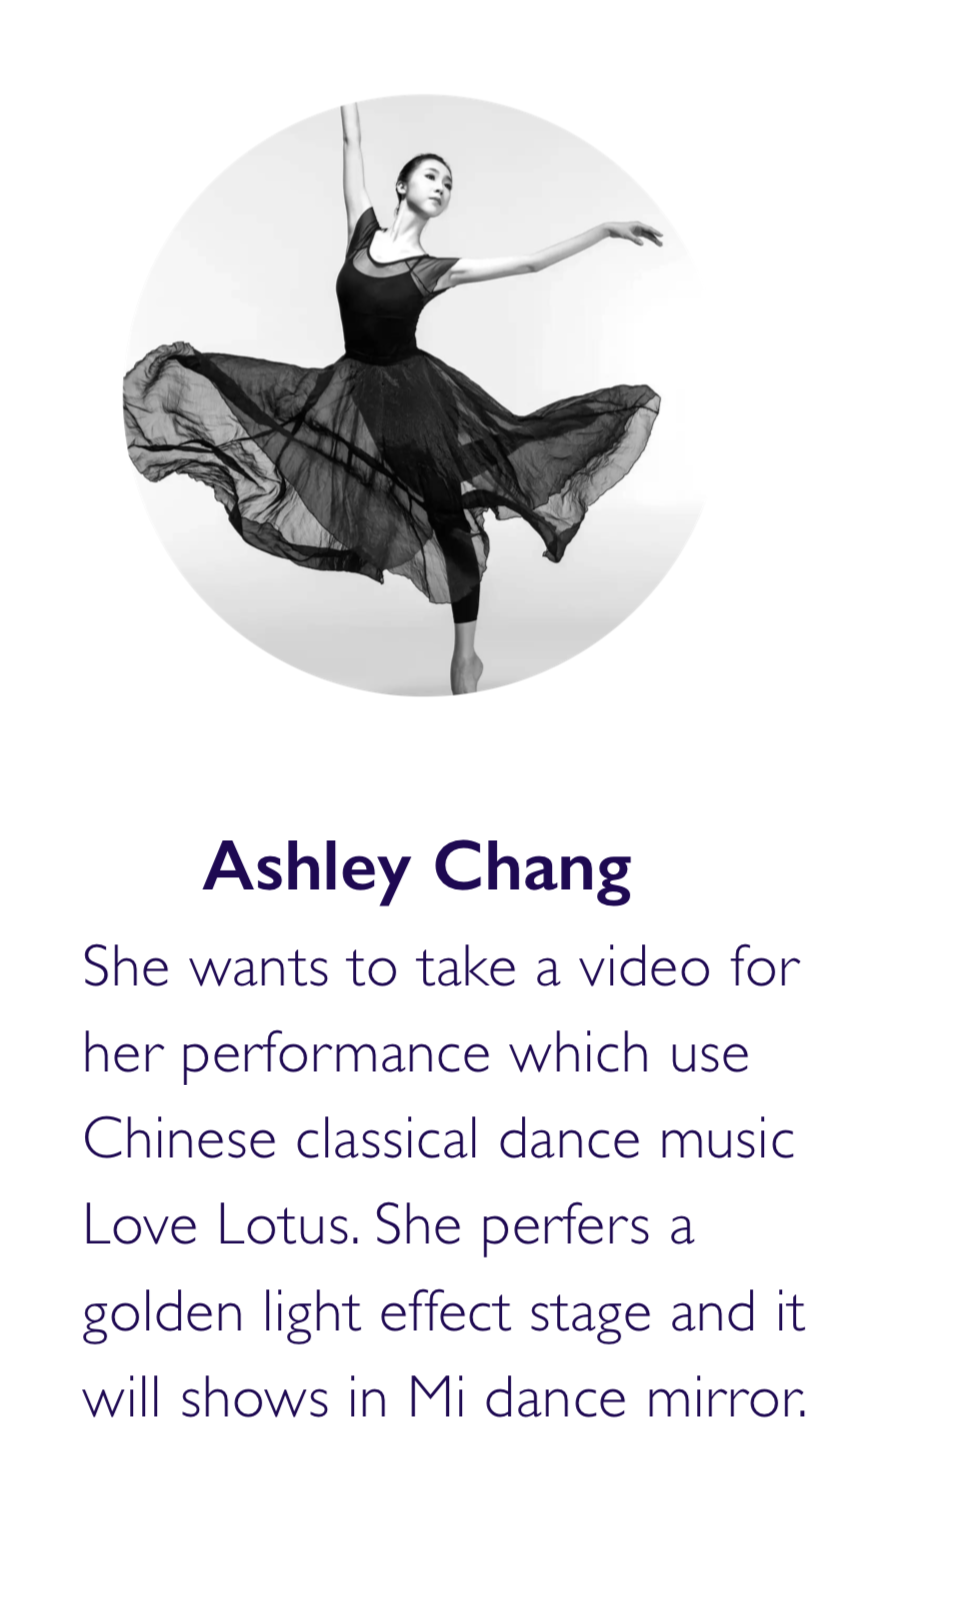 Ashley Chang
She wants to take a video for
her performance which use
Chinese classical dance music
Love Lotus. She perfers a
golden light effect stage and it
will shows in Mi dance mirror.